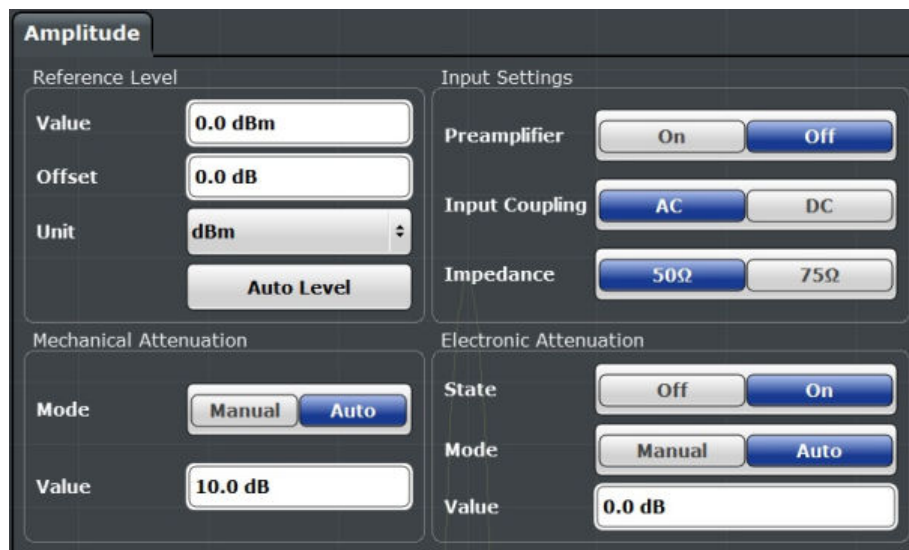 Amplitude
Reference Level
Value 0.0 dBm
Offset 0.0 dB
Unit dBm
Auto Level
Input Settings
Preamplifier On Off
Input Coupling AC DC
Impedance 50Ω 75Ω
Mechanical Attenuation
Mode Manual Auto
Value 10.0 dB
Electronic Attenuation
State Off On
Mode Manual Auto
Value 0.0 dB